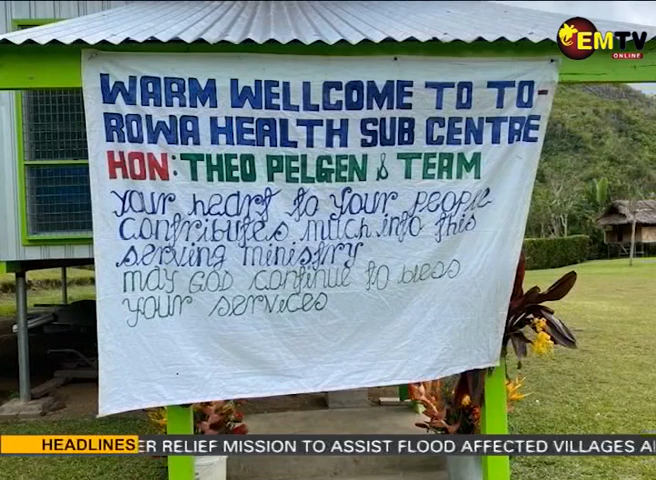 EMTV
ONLINE
WARM WELLCOME TO TO-
ROWA HEALTH SUB CENTRE
HON: THEO PELGEN & TEAM
Your heart to your people
contributes much into this
serving ministry
may GOD continue to bless
your services
HEADLINES ER RELIEF MISSION TO ASSIST FLOOD AFFECTED VILLAGES A